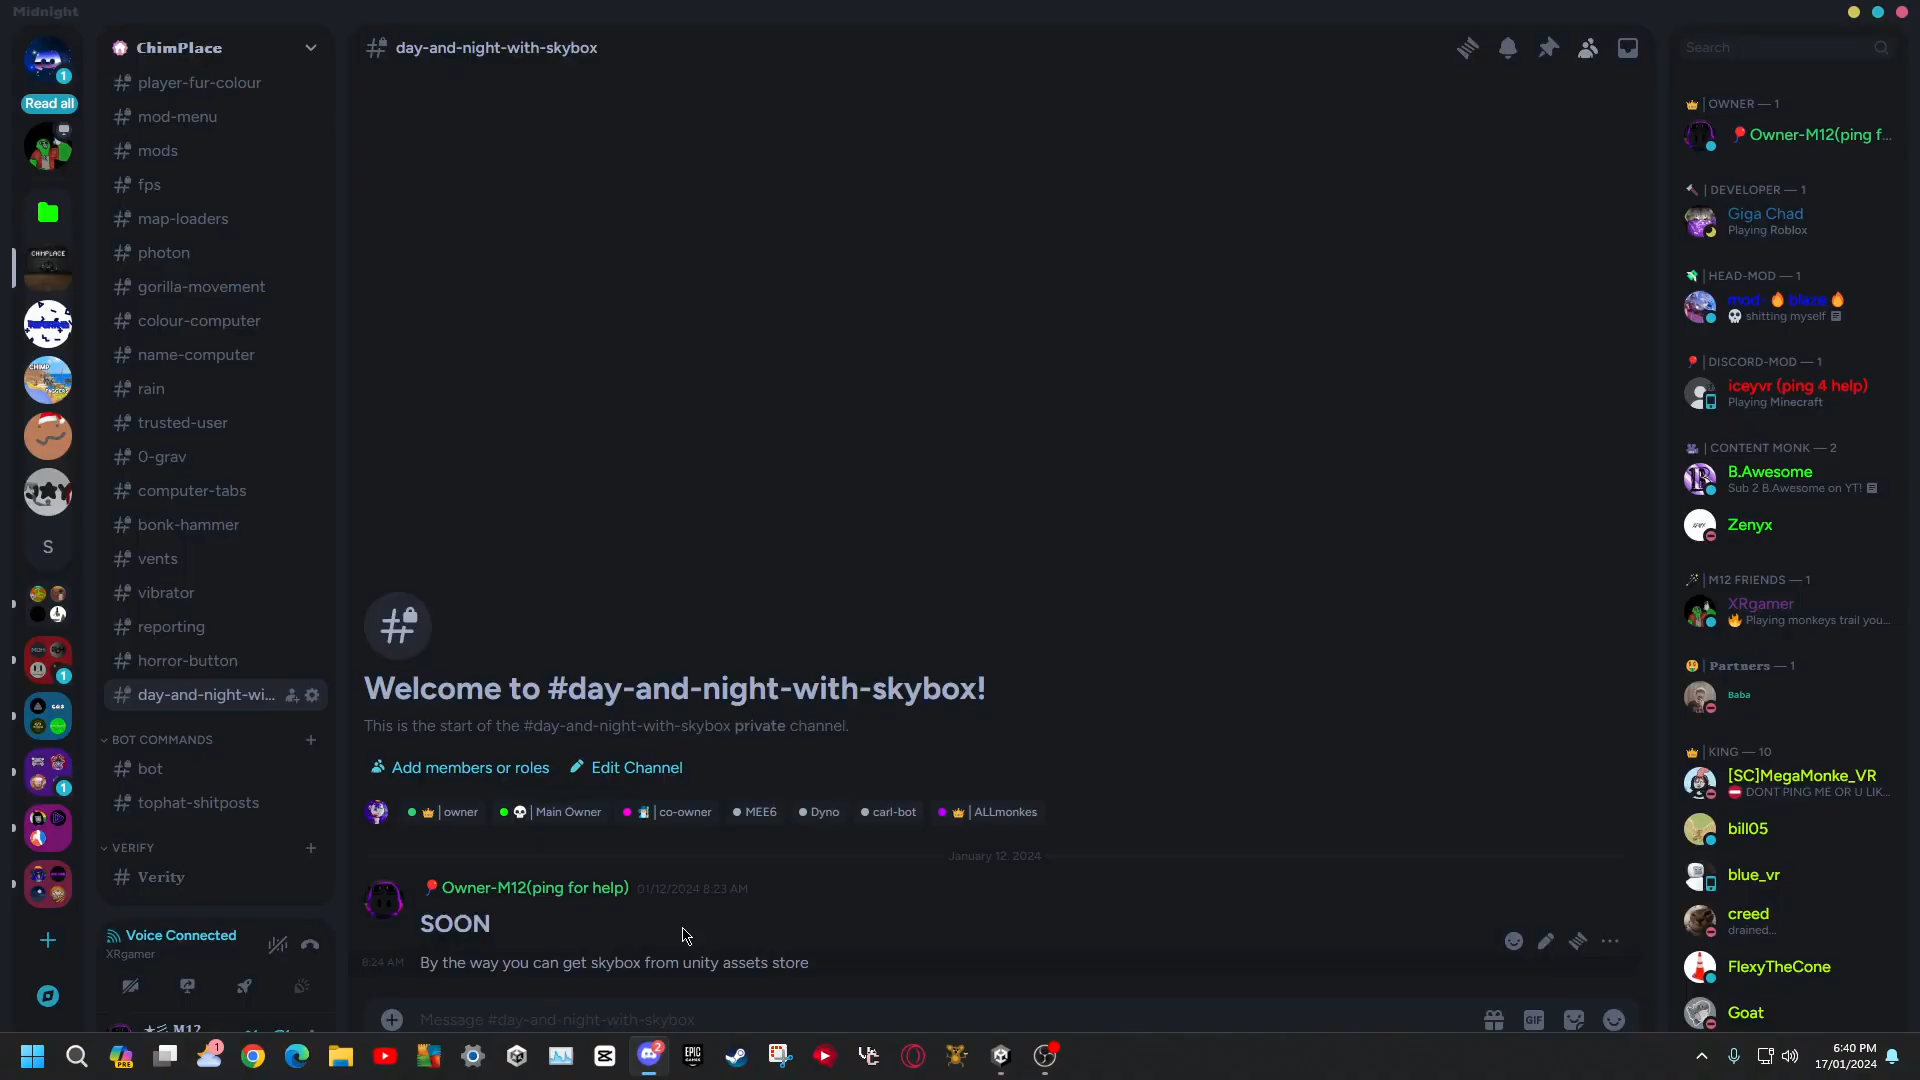 Midnight
Read all
CHIMPLACE
S
ChimPlace
player-fur-colour
mod-menu
mods
fps
map-loaders
photon
gorilla-movement
colour-computer
name-computer
rain
trusted-user
0-grav
computer-tabs
bonk-hammer
vents
vibrator
reporting
horror-button
day-and-night-wi...
BOT COMMANDS
bot
tophat-shitposts
VERIFY
Verity
Voice Connected
XRgamer
M12
day-and-night-with-skybox
Welcome to #day-and-night-with-skybox!
This is the start of the #day-and-night-with-skybox private channel.
Add members or roles Edit Channel
| owner | Main Owner | co-owner MEE6 Dyno carl-bot | ALLmonkes
January 12, 2024
Owner-M12(ping for help) 01/12/2024 8:23 AM
SOON
8:24 AM By the way you can get skybox from unity assets store
Message #day-and-night-with-skybox
GIF
Search
| OWNER — 1
Owner-M12(ping f...
| DEVELOPER — 1
Giga Chad
Playing Roblox
| HEAD-MOD — 1
mod- 🔥 blaze 🔥
💀 shitting myself
| DISCORD-MOD — 1
iceyvr (ping 4 help)
Playing Minecraft
| CONTENT MONK — 2
B.Awesome
Sub 2 B.Awesome on YT!
Zenyx
| M12 FRIENDS — 1
XRgamer
🔥 Playing monkeys trail you...
| Partners — 1
Baba
| KING — 10
[SC]MegaMonke_VR
⛔ DONT PING ME OR U LIK...
bill05
blue_vr
creed
drained...
FlexyTheCone
Goat
PRE
1
2
EPIC GAMES
6:40 PM
17/01/2024